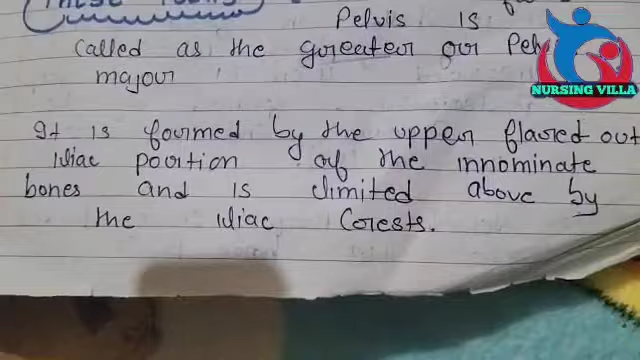 Pelvis is
called as the greater or Pelv
major
It is formed by the upper flared out
iliac portion of the innominate
bones and is limited above by
the iliac Crests.
NURSING VILLA